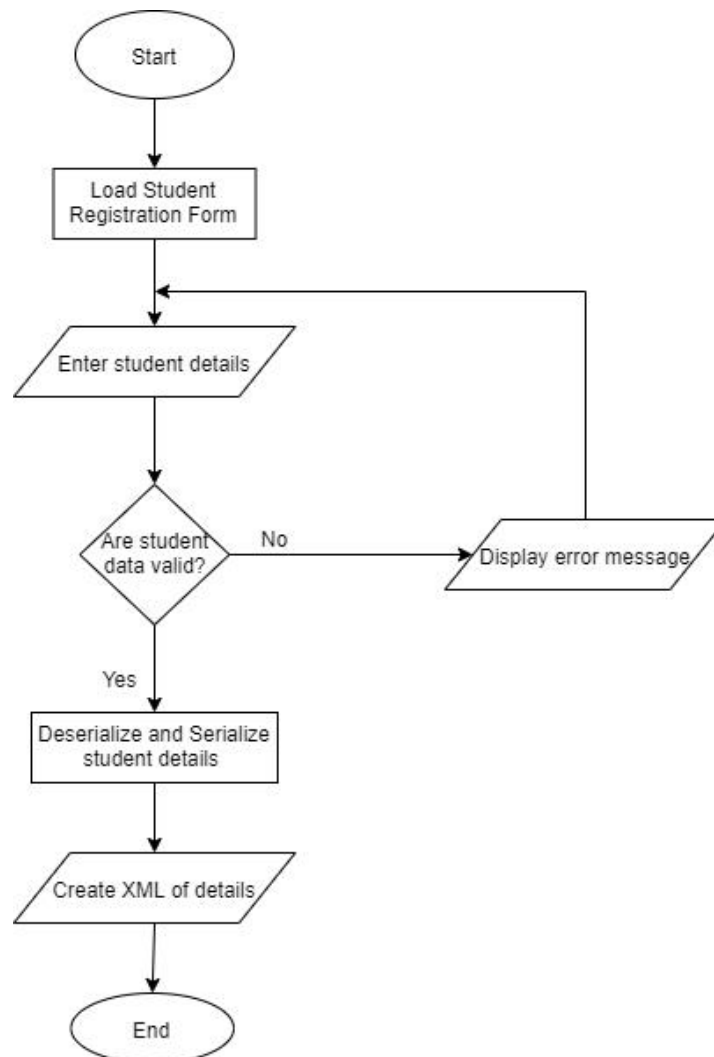 Start
Load Student
Registration Form
Enter student details
Are student
data valid?
No
Display error message
Yes
Deserialize and Serialize
student details
Create XML of details
End